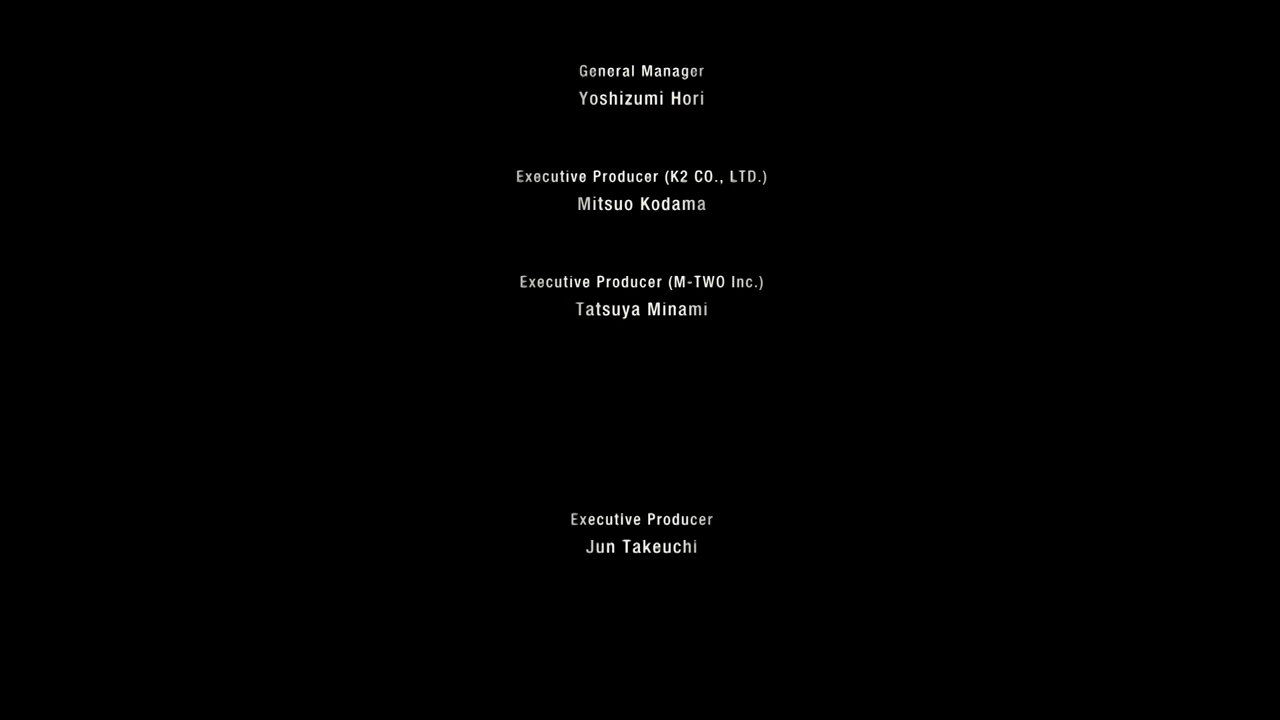 General Manager
Yoshizumi Hori
Executive Producer (K2 CO., LTD.)
Mitsuo Kodama
Executive Producer (M-TWO Inc.)
Tatsuya Minami
Executive Producer
Jun Takeuchi